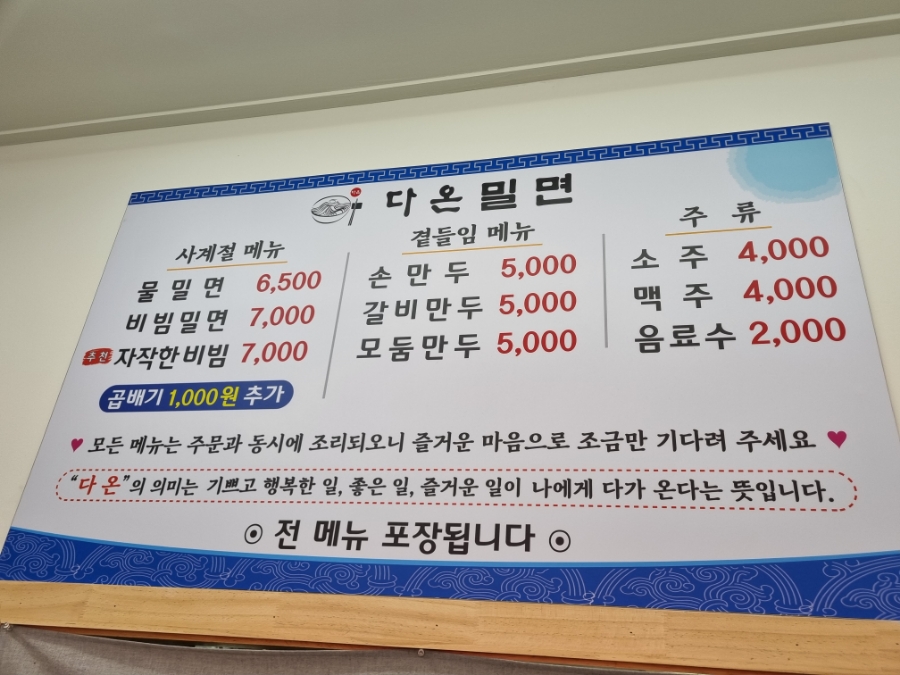 다온밀면
사계절 메뉴
물밀면 6,500
비빔밀면 7,000
추천 자작한비빔 7,000
곱배기 1,000원 추가
곁들임 메뉴
손만두 5,000
갈비만두 5,000
모둠만두 5,000
주류
소주 4,000
맥주 4,000
음료수 2,000
♥ 모든 메뉴는 주문과 동시에 조리되오니 즐거운 마음으로 조금만 기다려 주세요 ♥
"다온"의 의미는 기쁘고 행복한 일, 좋은 일, 즐거운 일이 나에게 다가 온다는 뜻입니다.
⊙ 전 메뉴 포장됩니다 ⊙